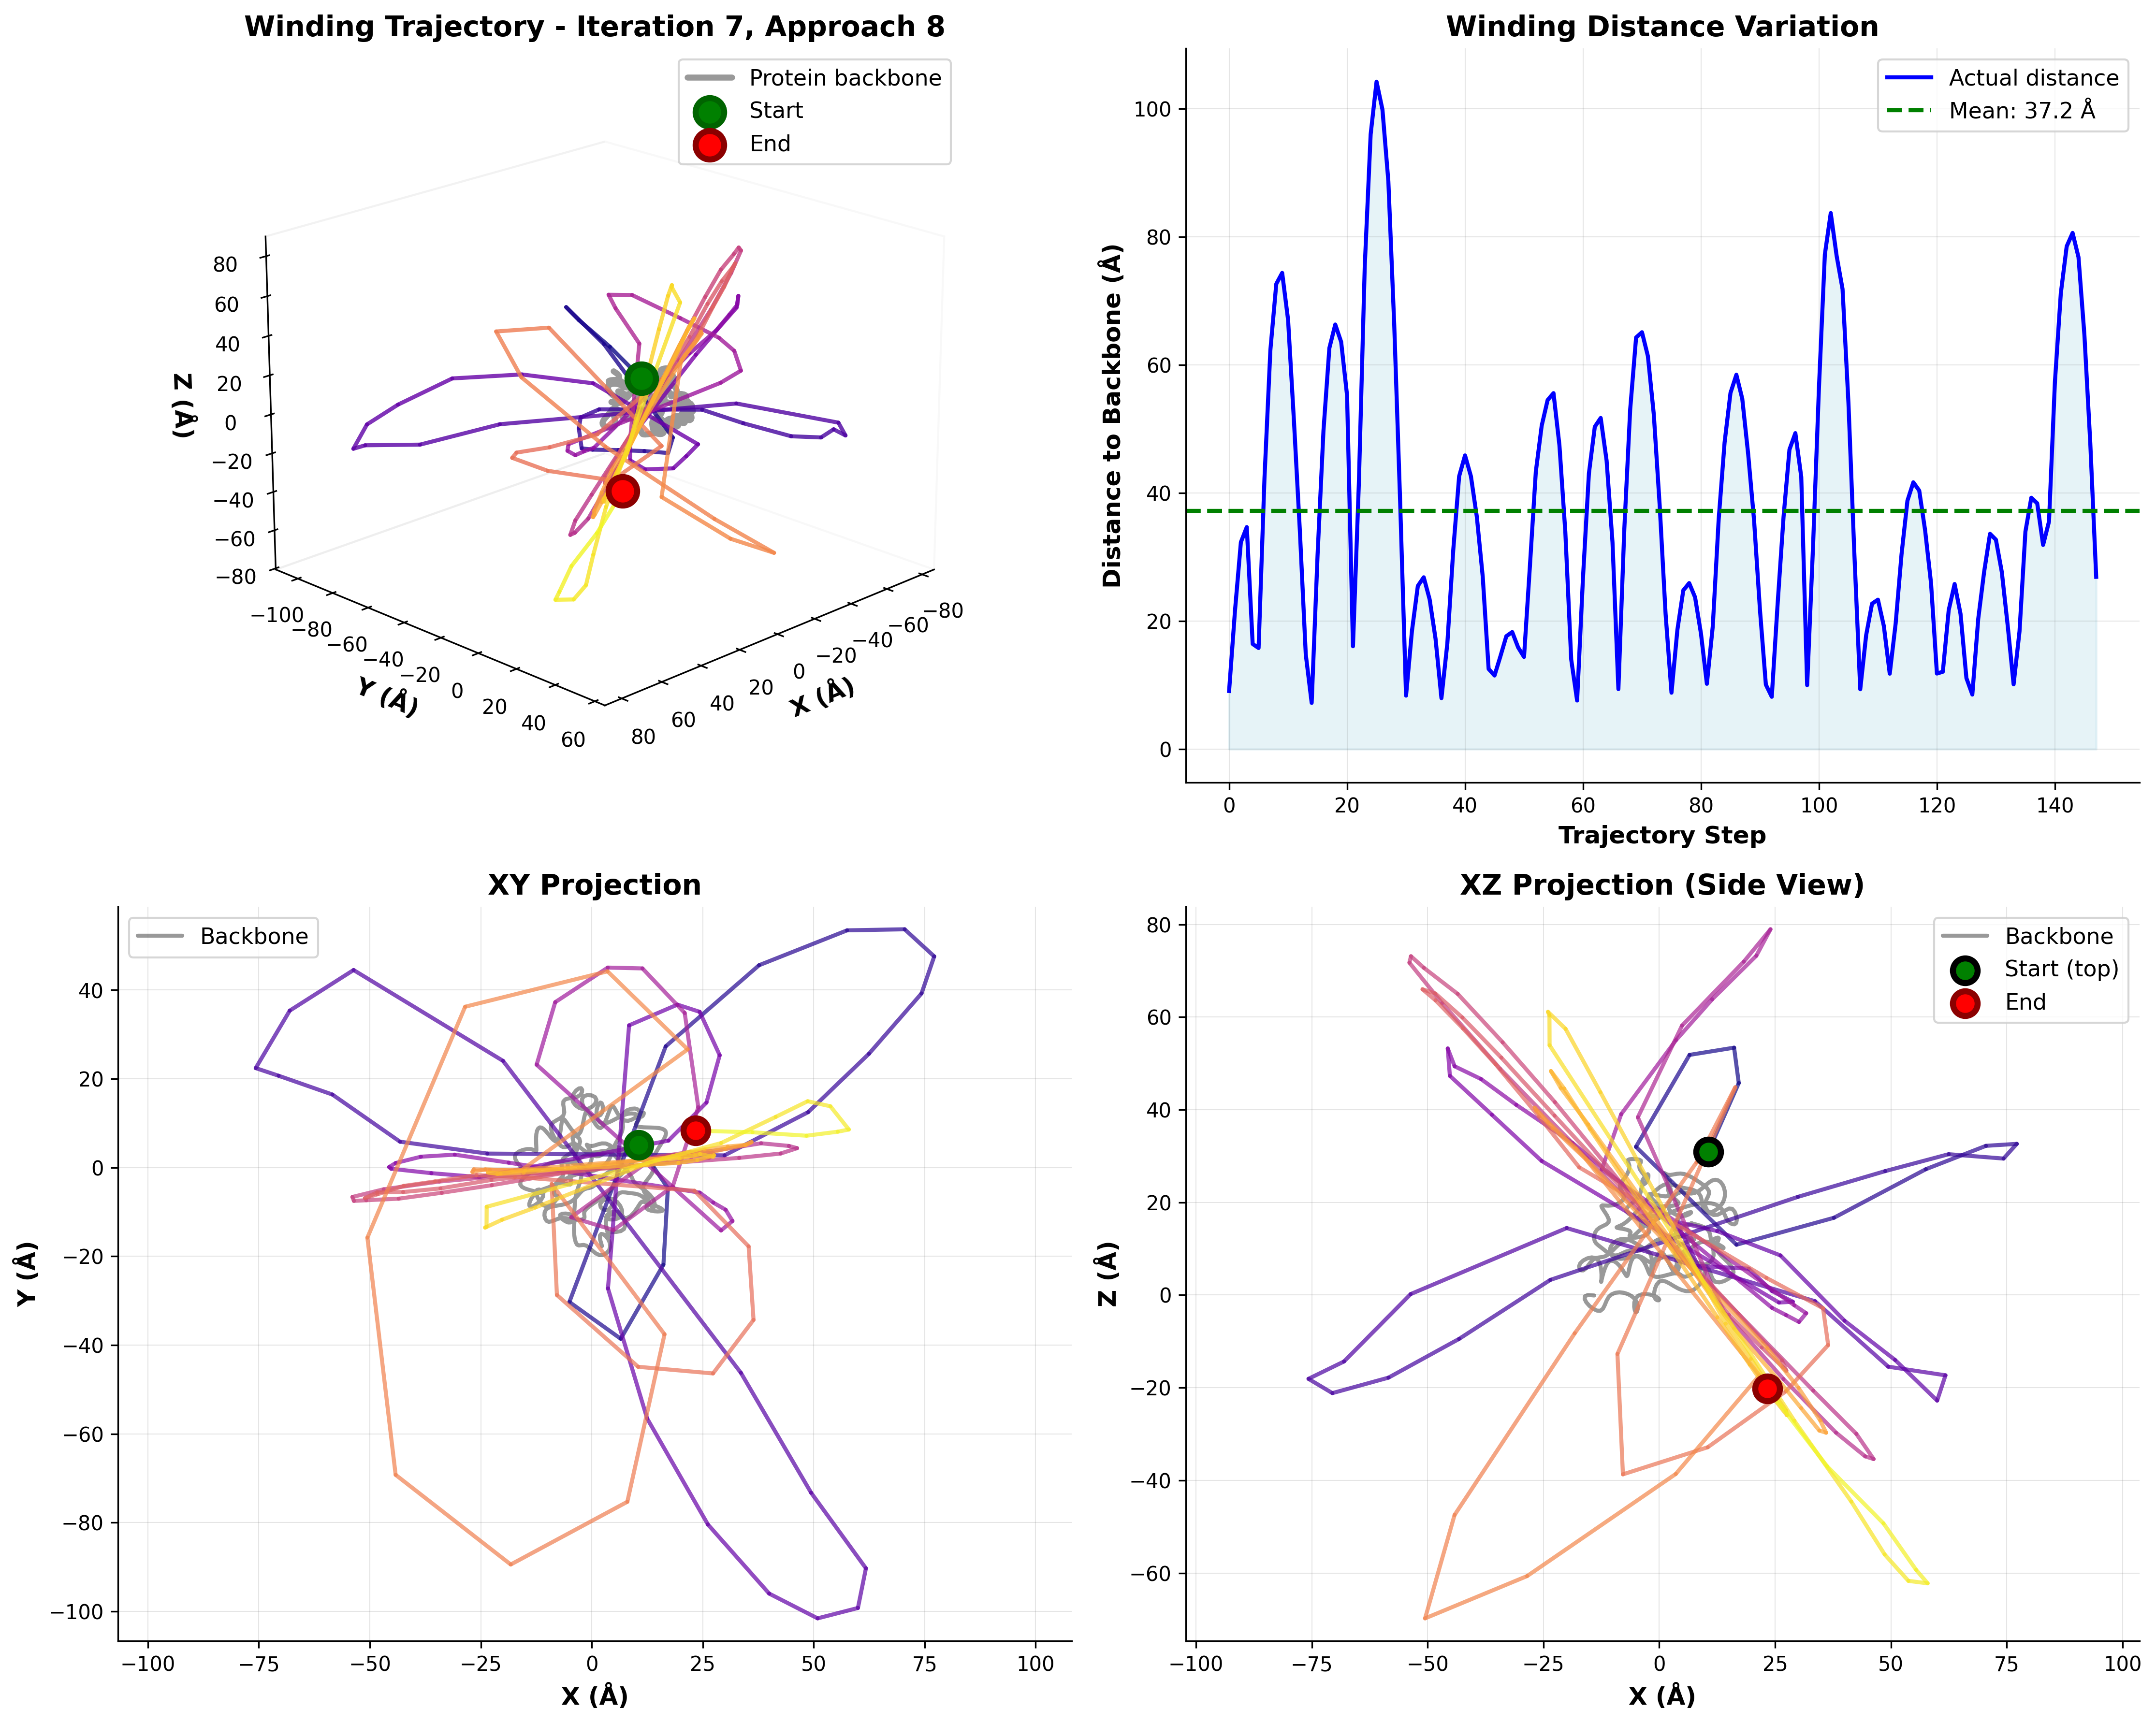 Winding Trajectory - Iteration 7, Approach 8
Protein backbone
Start
End
80
60
40
20
0
−20
−40
−60
−80
Z (Å)
−100
−80
−60
−40
−20
0
20
40
60
Y (Å)
80
60
40
20
0
−20
−40
−60
−80
X (Å)
Winding Distance Variation
Actual distance
Mean: 37.2 Å
Distance to Backbone (Å)
100
80
60
40
20
0
0 20 40 60 80 100 120 140
Trajectory Step
XY Projection
Backbone
Y (Å)
40
20
0
−20
−40
−60
−80
−100
−100 −75 −50 −25 0 25 50 75 100
X (Å)
XZ Projection (Side View)
Backbone
Start (top)
End
Z (Å)
80
60
40
20
0
−20
−40
−60
−100 −75 −50 −25 0 25 50 75 100
X (Å)